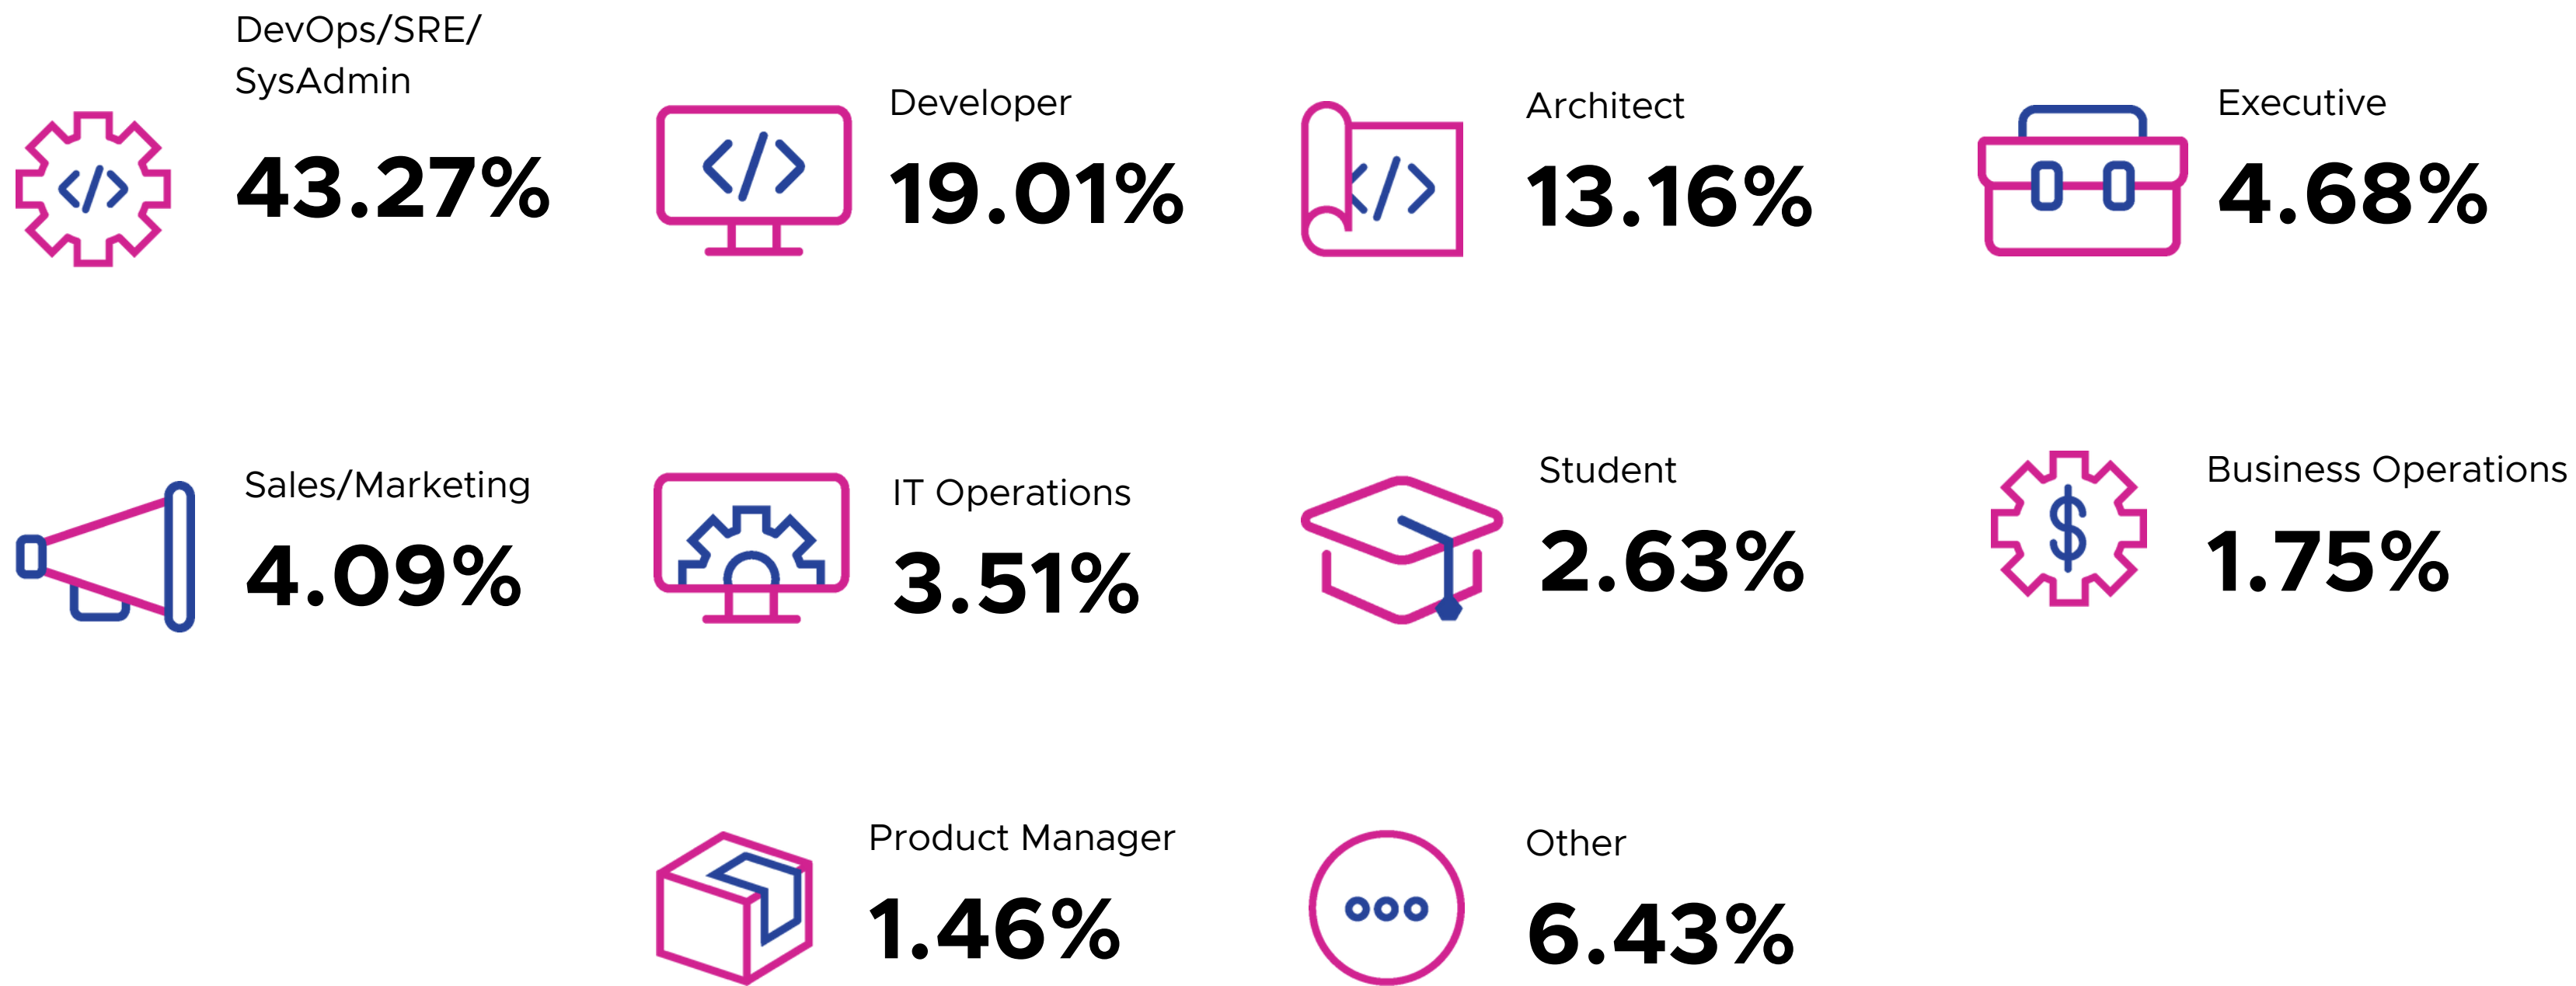 DevOps/SRE/
SysAdmin
43.27%
Developer
19.01%
Architect
13.16%
Executive
4.68%
Sales/Marketing
4.09%
IT Operations
3.51%
Student
2.63%
Business Operations
1.75%
Product Manager
1.46%
Other
6.43%